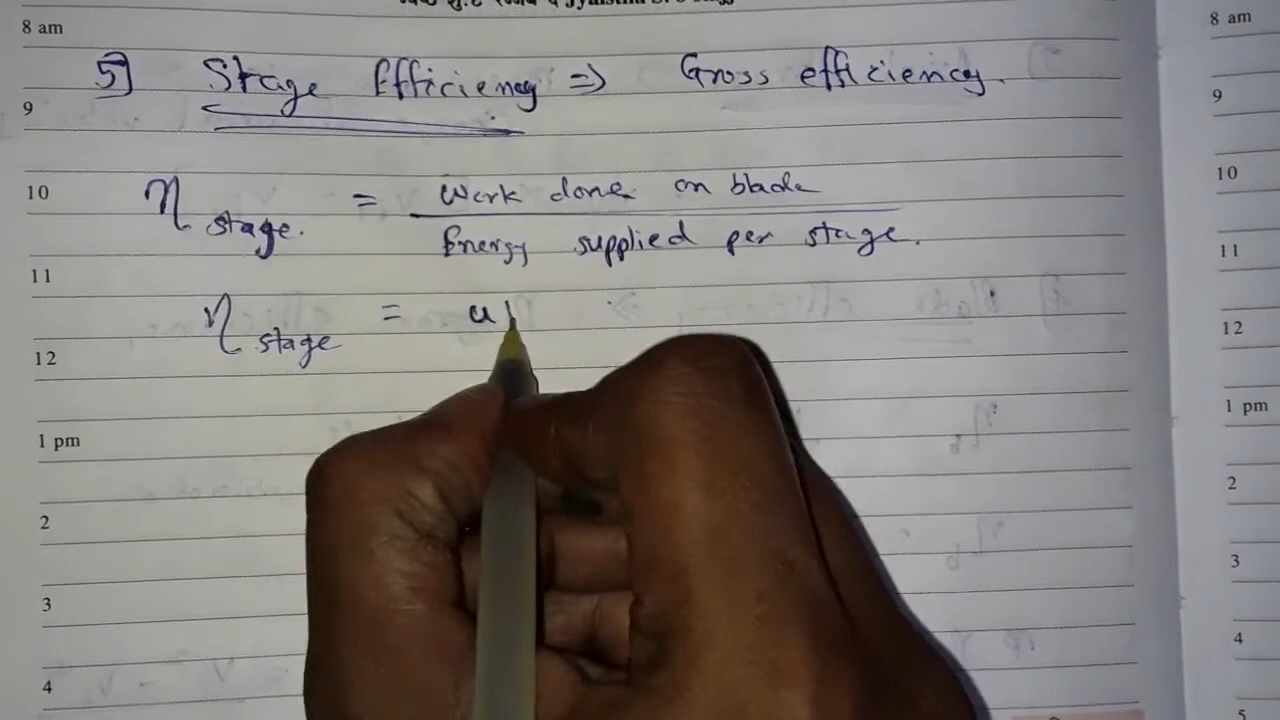 8 am
5] Stage Efficiency ⇒ Gross efficiency.
9
10
η stage. = Work done on blade
Energy supplied per stage.
11
η stage = u
12
1 pm
2
3
4
8 am
9
10
11
12
1 pm
2
3
4
5